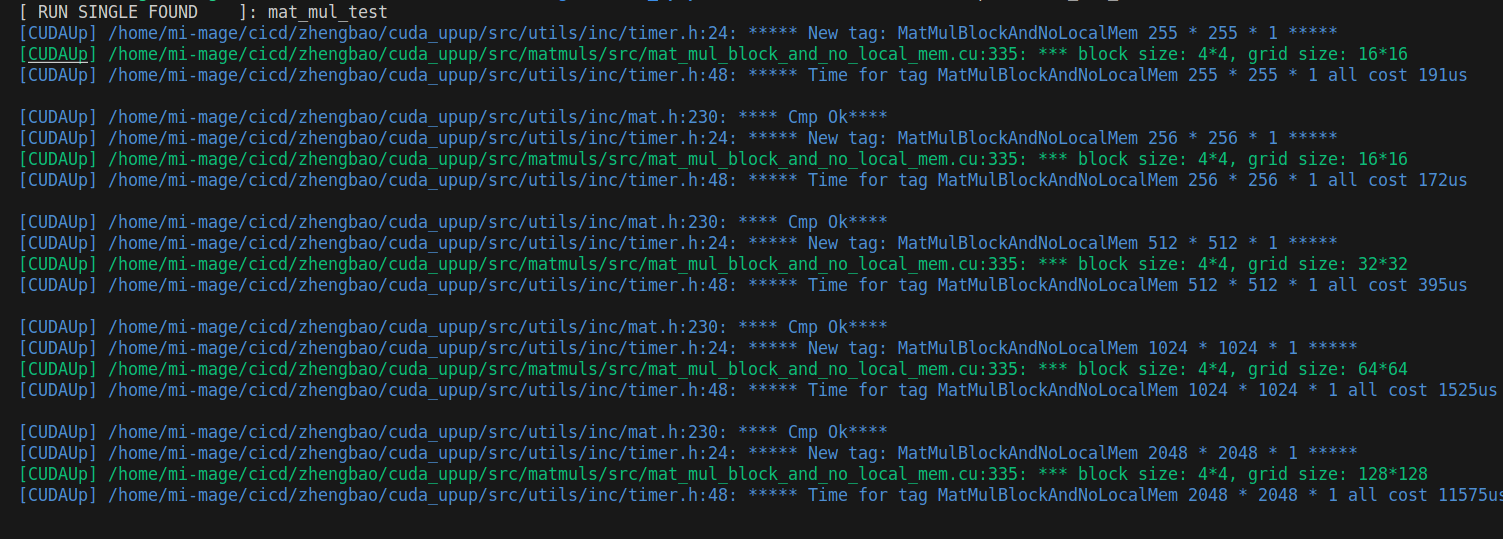 [ RUN SINGLE FOUND    ]: mat_mul_test
[CUDAUp] /home/mi-mage/cicd/zhengbao/cuda_upup/src/utils/inc/timer.h:24: ***** New tag: MatMulBlockAndNoLocalMem 255 * 255 * 1 *****
[CUDAUp] /home/mi-mage/cicd/zhengbao/cuda_upup/src/matmuls/src/mat_mul_block_and_no_local_mem.cu:335: *** block size: 4*4, grid size: 16*16
[CUDAUp] /home/mi-mage/cicd/zhengbao/cuda_upup/src/utils/inc/timer.h:48: ***** Time for tag MatMulBlockAndNoLocalMem 255 * 255 * 1 all cost 191us
[CUDAUp] /home/mi-mage/cicd/zhengbao/cuda_upup/src/utils/inc/mat.h:230: **** Cmp Ok****
[CUDAUp] /home/mi-mage/cicd/zhengbao/cuda_upup/src/utils/inc/timer.h:24: ***** New tag: MatMulBlockAndNoLocalMem 256 * 256 * 1 *****
[CUDAUp] /home/mi-mage/cicd/zhengbao/cuda_upup/src/matmuls/src/mat_mul_block_and_no_local_mem.cu:335: *** block size: 4*4, grid size: 16*16
[CUDAUp] /home/mi-mage/cicd/zhengbao/cuda_upup/src/utils/inc/timer.h:48: ***** Time for tag MatMulBlockAndNoLocalMem 256 * 256 * 1 all cost 172us
[CUDAUp] /home/mi-mage/cicd/zhengbao/cuda_upup/src/utils/inc/mat.h:230: **** Cmp Ok****
[CUDAUp] /home/mi-mage/cicd/zhengbao/cuda_upup/src/utils/inc/timer.h:24: ***** New tag: MatMulBlockAndNoLocalMem 512 * 512 * 1 *****
[CUDAUp] /home/mi-mage/cicd/zhengbao/cuda_upup/src/matmuls/src/mat_mul_block_and_no_local_mem.cu:335: *** block size: 4*4, grid size: 32*32
[CUDAUp] /home/mi-mage/cicd/zhengbao/cuda_upup/src/utils/inc/timer.h:48: ***** Time for tag MatMulBlockAndNoLocalMem 512 * 512 * 1 all cost 395us
[CUDAUp] /home/mi-mage/cicd/zhengbao/cuda_upup/src/utils/inc/mat.h:230: **** Cmp Ok****
[CUDAUp] /home/mi-mage/cicd/zhengbao/cuda_upup/src/utils/inc/timer.h:24: ***** New tag: MatMulBlockAndNoLocalMem 1024 * 1024 * 1 *****
[CUDAUp] /home/mi-mage/cicd/zhengbao/cuda_upup/src/matmuls/src/mat_mul_block_and_no_local_mem.cu:335: *** block size: 4*4, grid size: 64*64
[CUDAUp] /home/mi-mage/cicd/zhengbao/cuda_upup/src/utils/inc/timer.h:48: ***** Time for tag MatMulBlockAndNoLocalMem 1024 * 1024 * 1 all cost 1525us
[CUDAUp] /home/mi-mage/cicd/zhengbao/cuda_upup/src/utils/inc/mat.h:230: **** Cmp Ok****
[CUDAUp] /home/mi-mage/cicd/zhengbao/cuda_upup/src/utils/inc/timer.h:24: ***** New tag: MatMulBlockAndNoLocalMem 2048 * 2048 * 1 *****
[CUDAUp] /home/mi-mage/cicd/zhengbao/cuda_upup/src/matmuls/src/mat_mul_block_and_no_local_mem.cu:335: *** block size: 4*4, grid size: 128*128
[CUDAUp] /home/mi-mage/cicd/zhengbao/cuda_upup/src/utils/inc/timer.h:48: ***** Time for tag MatMulBlockAndNoLocalMem 2048 * 2048 * 1 all cost 11575us